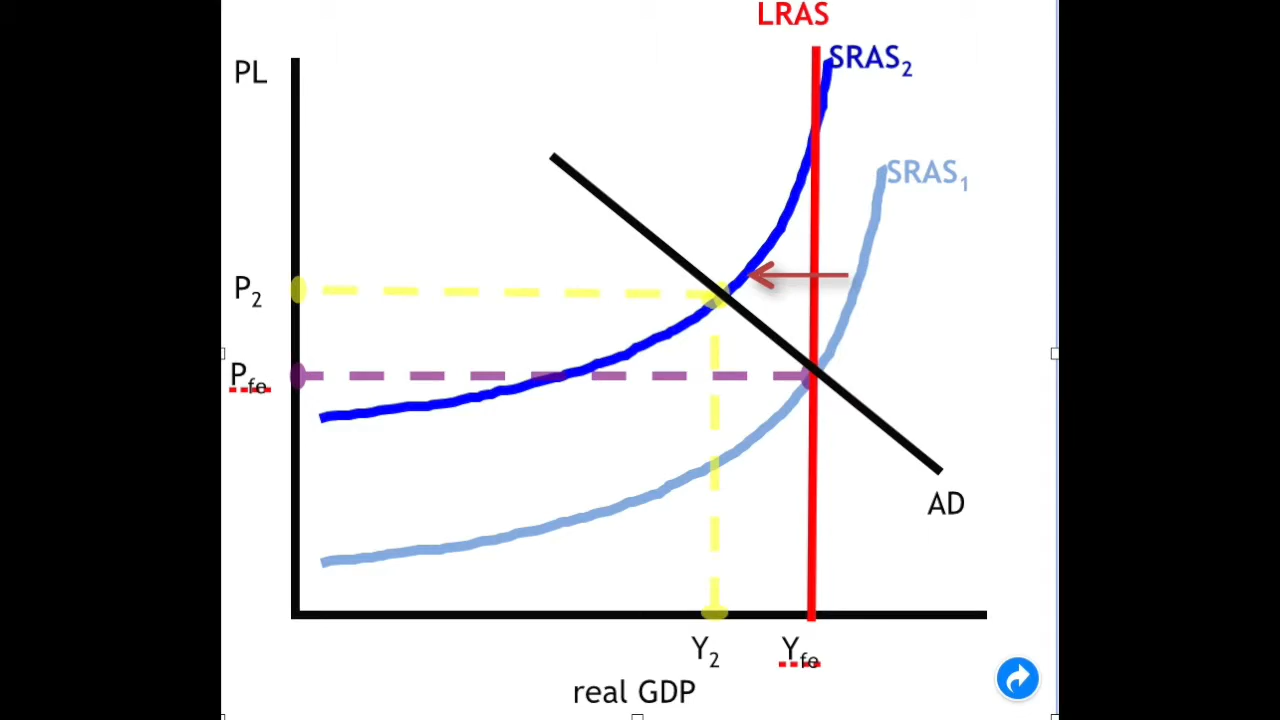 LRAS
SRAS₂
PL
SRAS₁
P₂
Pfe
AD
Y₂ Yfe
real GDP